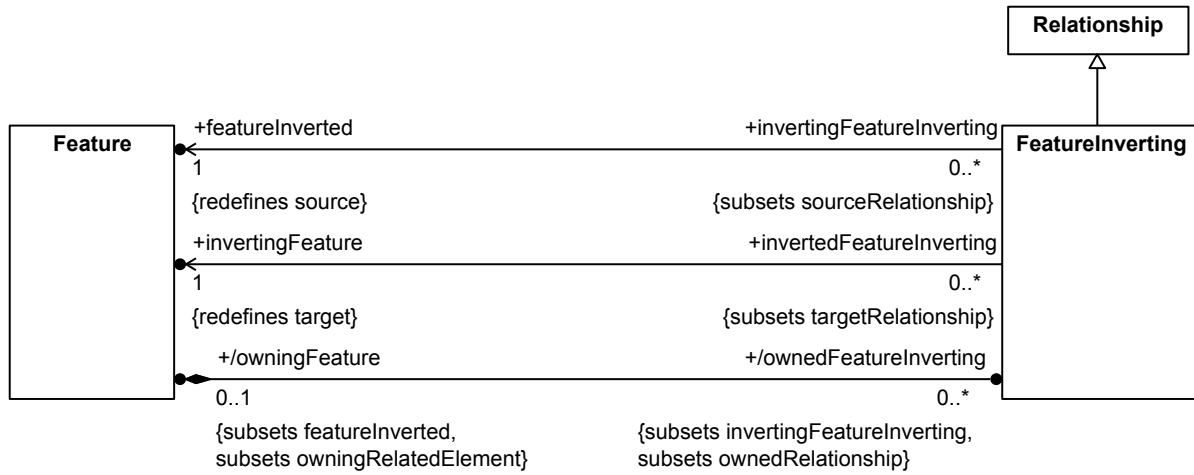 Relationship
+featureInverted
+invertingFeatureInverting
Feature
FeatureInverting
1
0..*
{redefines source}
{subsets sourceRelationship}
+invertingFeature
+invertedFeatureInverting
1
0..*
{redefines target}
{subsets targetRelationship}
+/owningFeature
+/ownedFeatureInverting
0..1
0..*
{subsets featureInverted,
subsets owningRelatedElement}
{subsets invertingFeatureInverting,
subsets ownedRelationship}